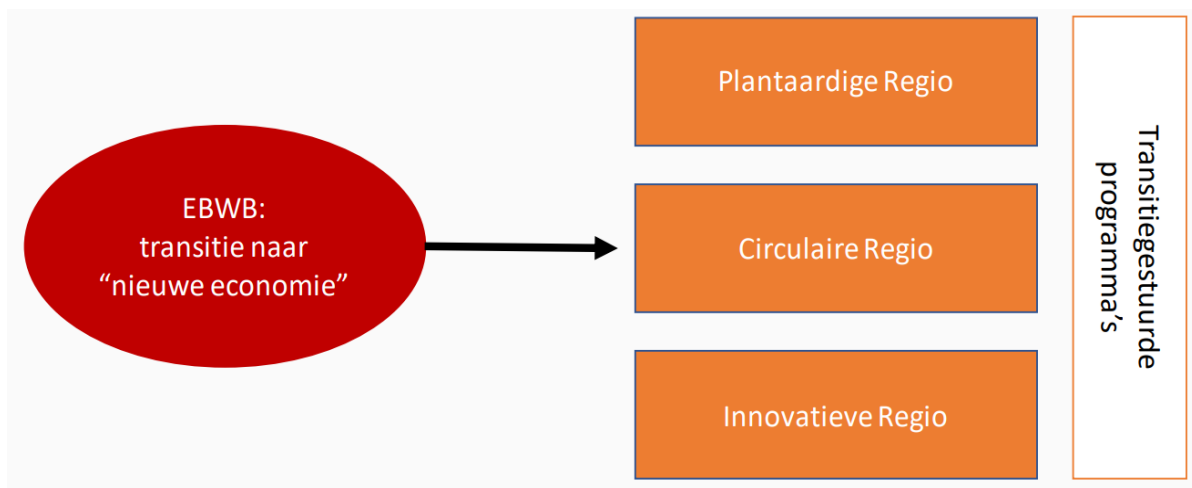 EBWB:
transitie naar
“nieuwe economie”
Plantaardige Regio
Circulaire Regio
Innovatieve Regio
Transitiegestuurde
programma’s